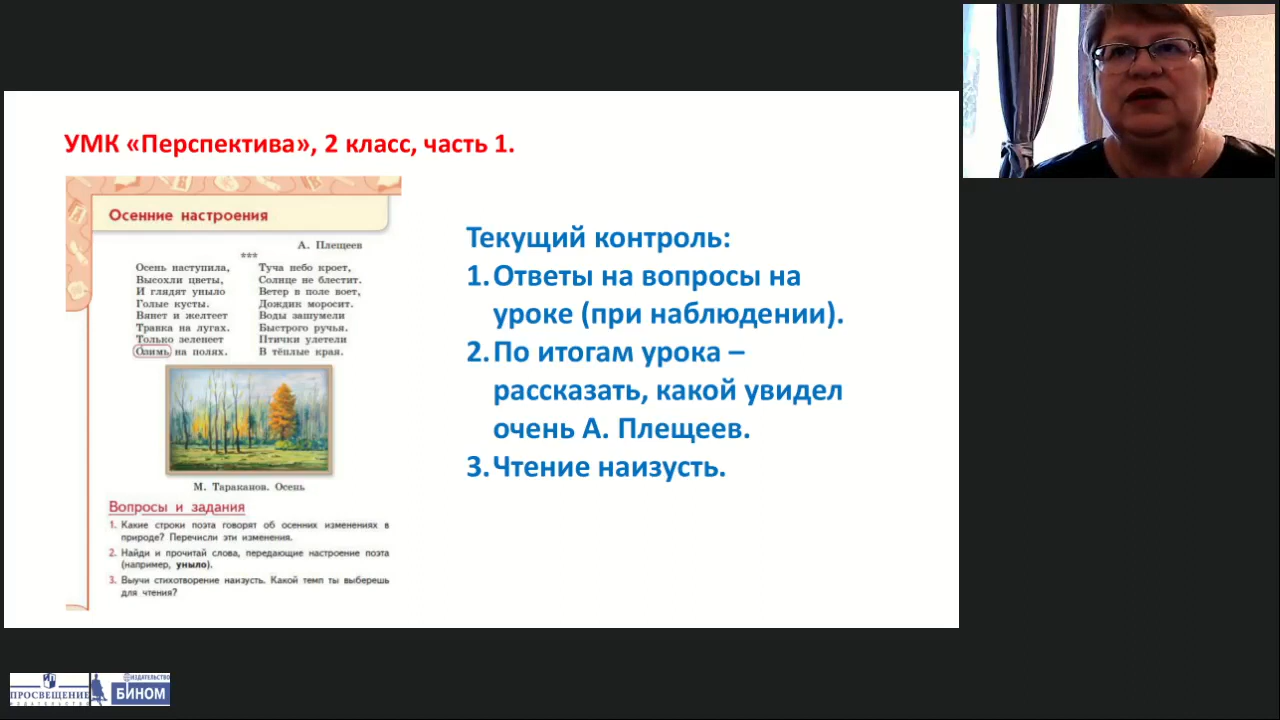 УМК «Перспектива», 2 класс, часть 1.
Осенние настроения
А. Плещеев
***
Осень наступила,
Высохли цветы,
И глядят уныло
Голые кусты.
Вянет и желтеет
Травка на лугах.
Только зеленеет
Озимь на полях.
Туча небо кроет,
Солнце не блестит.
Ветер в поле воет,
Дождик моросит.
Воды зашумели
Быстрого ручья.
Птички улетели
В тёплые края.
М. Тараканов. Осень
Вопросы и задания
1. Какие строки поэта говорят об осенних изменениях в
природе? Перечисли эти изменения.
2. Найди и прочитай слова, передающие настроение поэта
(например, уныло).
3. Выучи стихотворение наизусть. Какой темп ты выберешь
для чтения?
Текущий контроль:
1. Ответы на вопросы на
уроке (при наблюдении).
2. По итогам урока –
рассказать, какой увидел
очень А. Плещеев.
3. Чтение наизусть.
ПРОСВЕЩЕНИЕ
ИЗДАТЕЛЬСТВО
ИЗДАТЕЛЬСТВО
БИНОМ